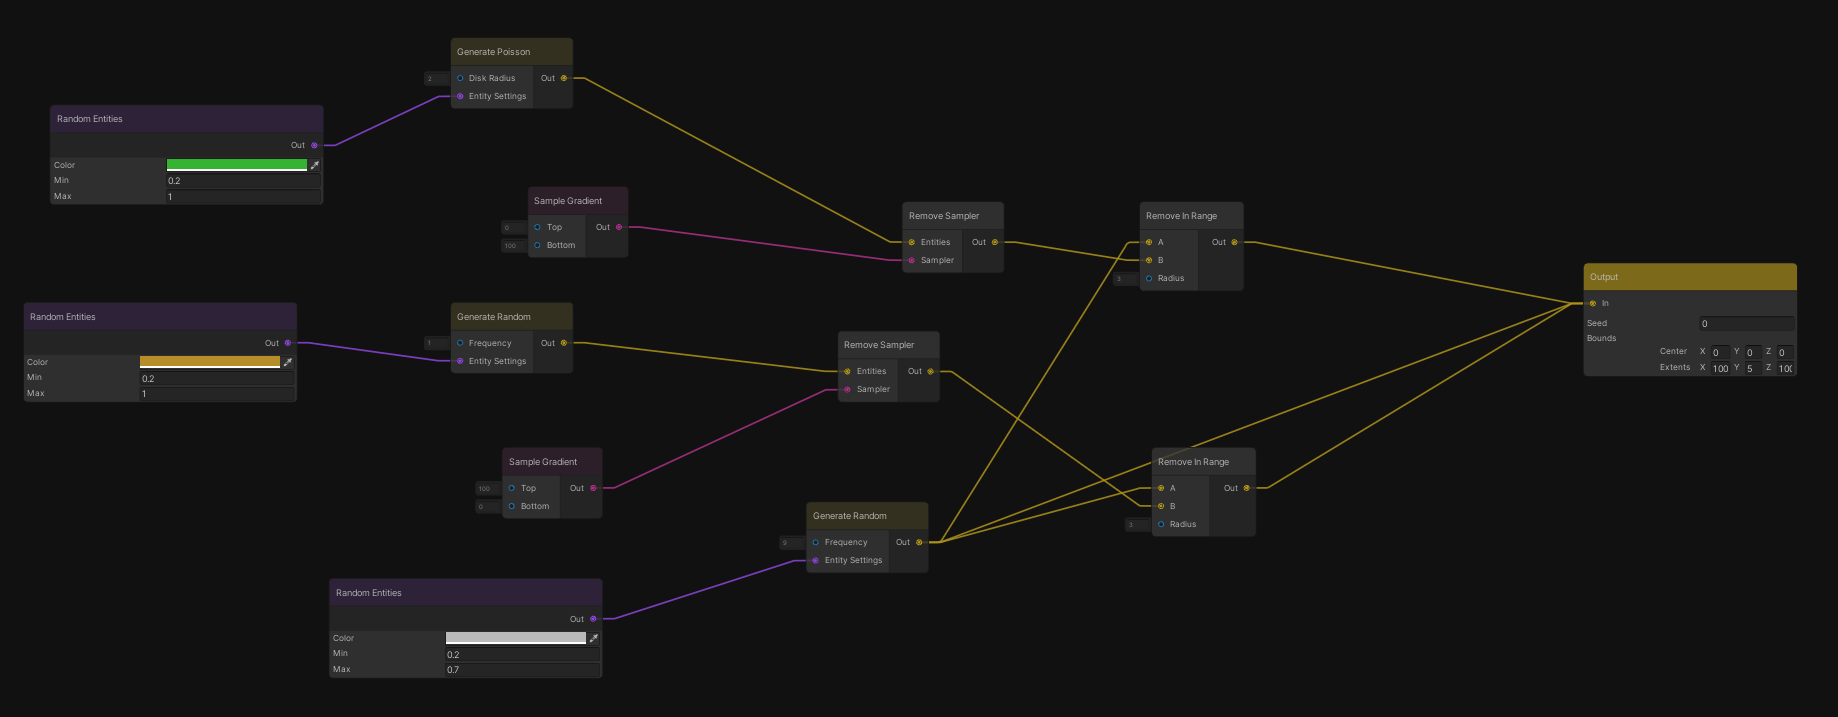 Generate Poisson
2
Disk Radius
Out
Entity Settings
Random Entities
Out
Color
Min
0.2
Max
1
Sample Gradient
0
Top
Out
100
Bottom
Remove Sampler
Entities
Out
Sampler
Remove In Range
A
Out
B
3
Radius
Output
In
Seed
0
Bounds
Center X 0 Y 0 Z 0
Extents X 100 Y 5 Z 100
Random Entities
Out
Color
Min
0.2
Max
1
Generate Random
1
Frequency
Out
Entity Settings
Remove Sampler
Entities
Out
Sampler
Sample Gradient
100
Top
Out
0
Bottom
Remove In Range
A
Out
B
3
Radius
Generate Random
9
Frequency
Out
Entity Settings
Random Entities
Out
Color
Min
0.2
Max
0.7